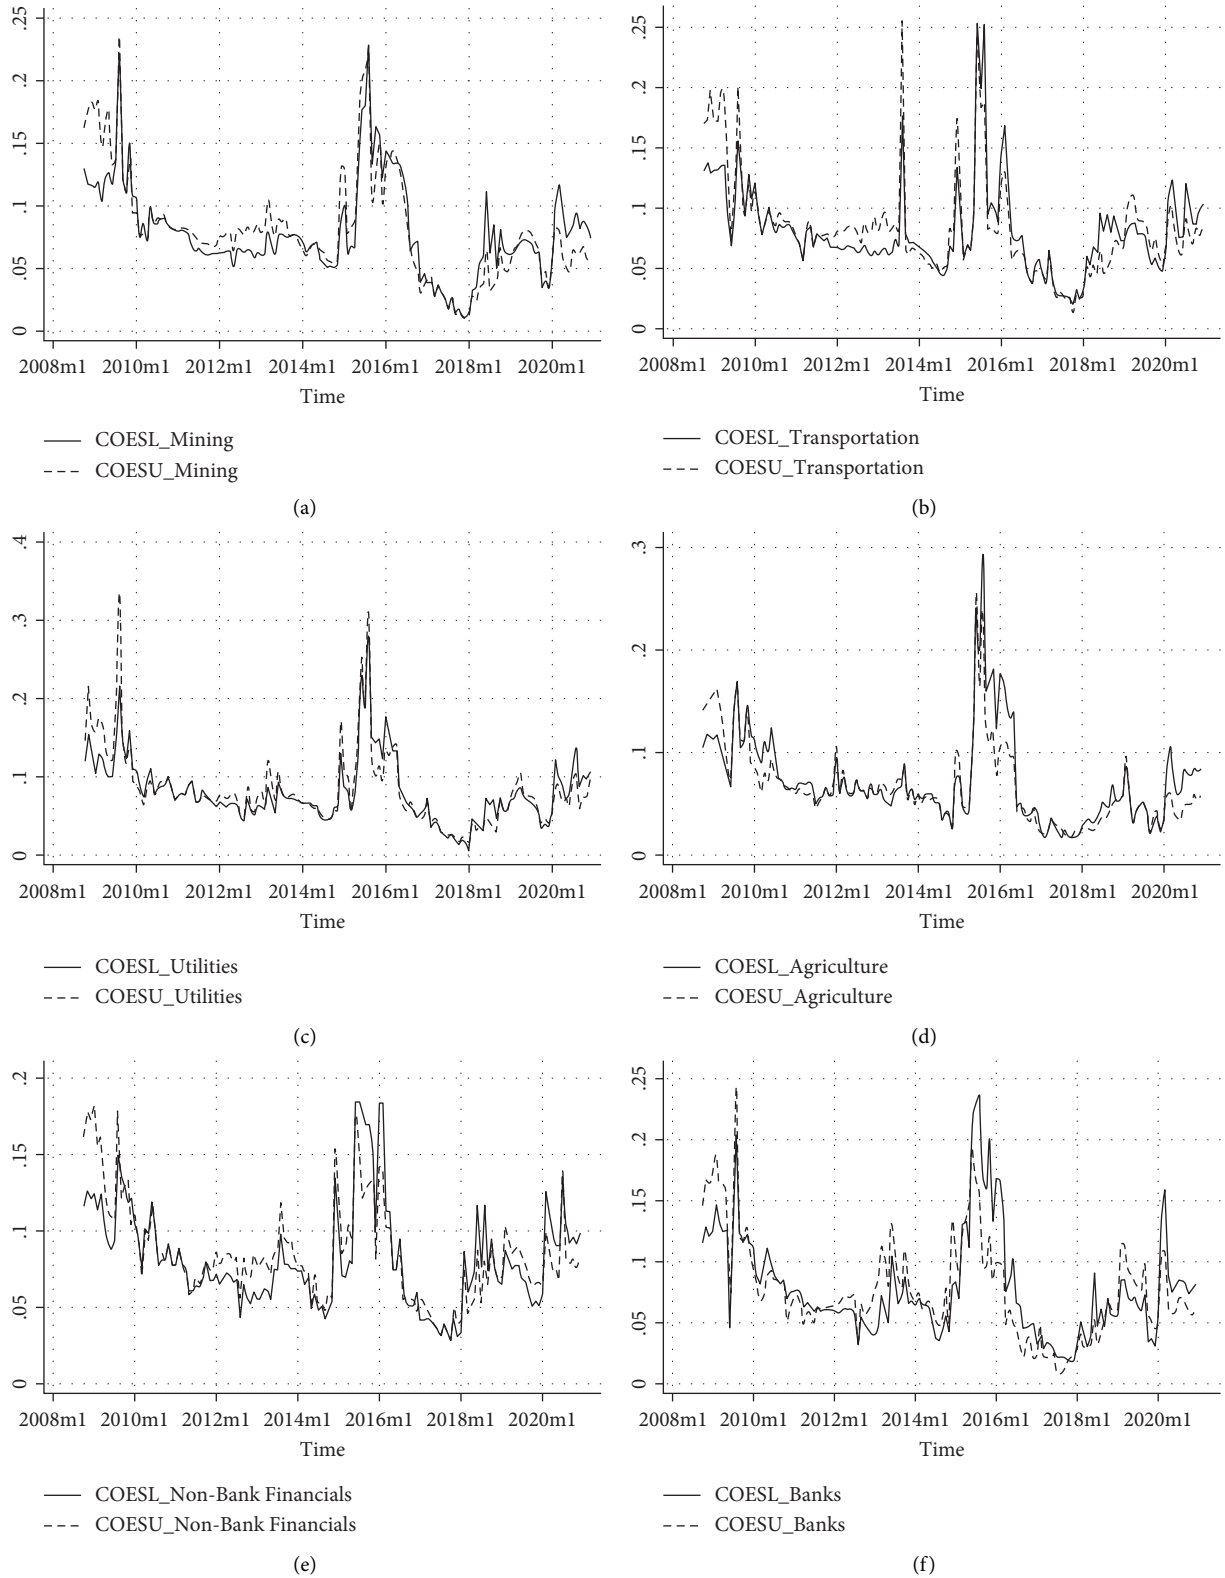 .25
.2
.15
.1
.05
0
2008m1 2010m1 2012m1 2014m1 2016m1 2018m1 2020m1
Time
COESL_Mining
COESU_Mining
(a)
.25
.2
.15
.1
.05
0
2008m1 2010m1 2012m1 2014m1 2016m1 2018m1 2020m1
Time
COESL_Transportation
COESU_Transportation
(b)
.4
.3
.2
.1
0
2008m1 2010m1 2012m1 2014m1 2016m1 2018m1 2020m1
Time
COESL_Utilities
COESU_Utilities
(c)
.3
.2
.1
0
2008m1 2010m1 2012m1 2014m1 2016m1 2018m1 2020m1
Time
COESL_Agriculture
COESU_Agriculture
(d)
.2
.15
.1
.05
0
2008m1 2010m1 2012m1 2014m1 2016m1 2018m1 2020m1
Time
COESL_Non-Bank Financials
COESU_Non-Bank Financials
(e)
.25
.2
.15
.1
.05
0
2008m1 2010m1 2012m1 2014m1 2016m1 2018m1 2020m1
Time
COESL_Banks
COESU_Banks
(f)